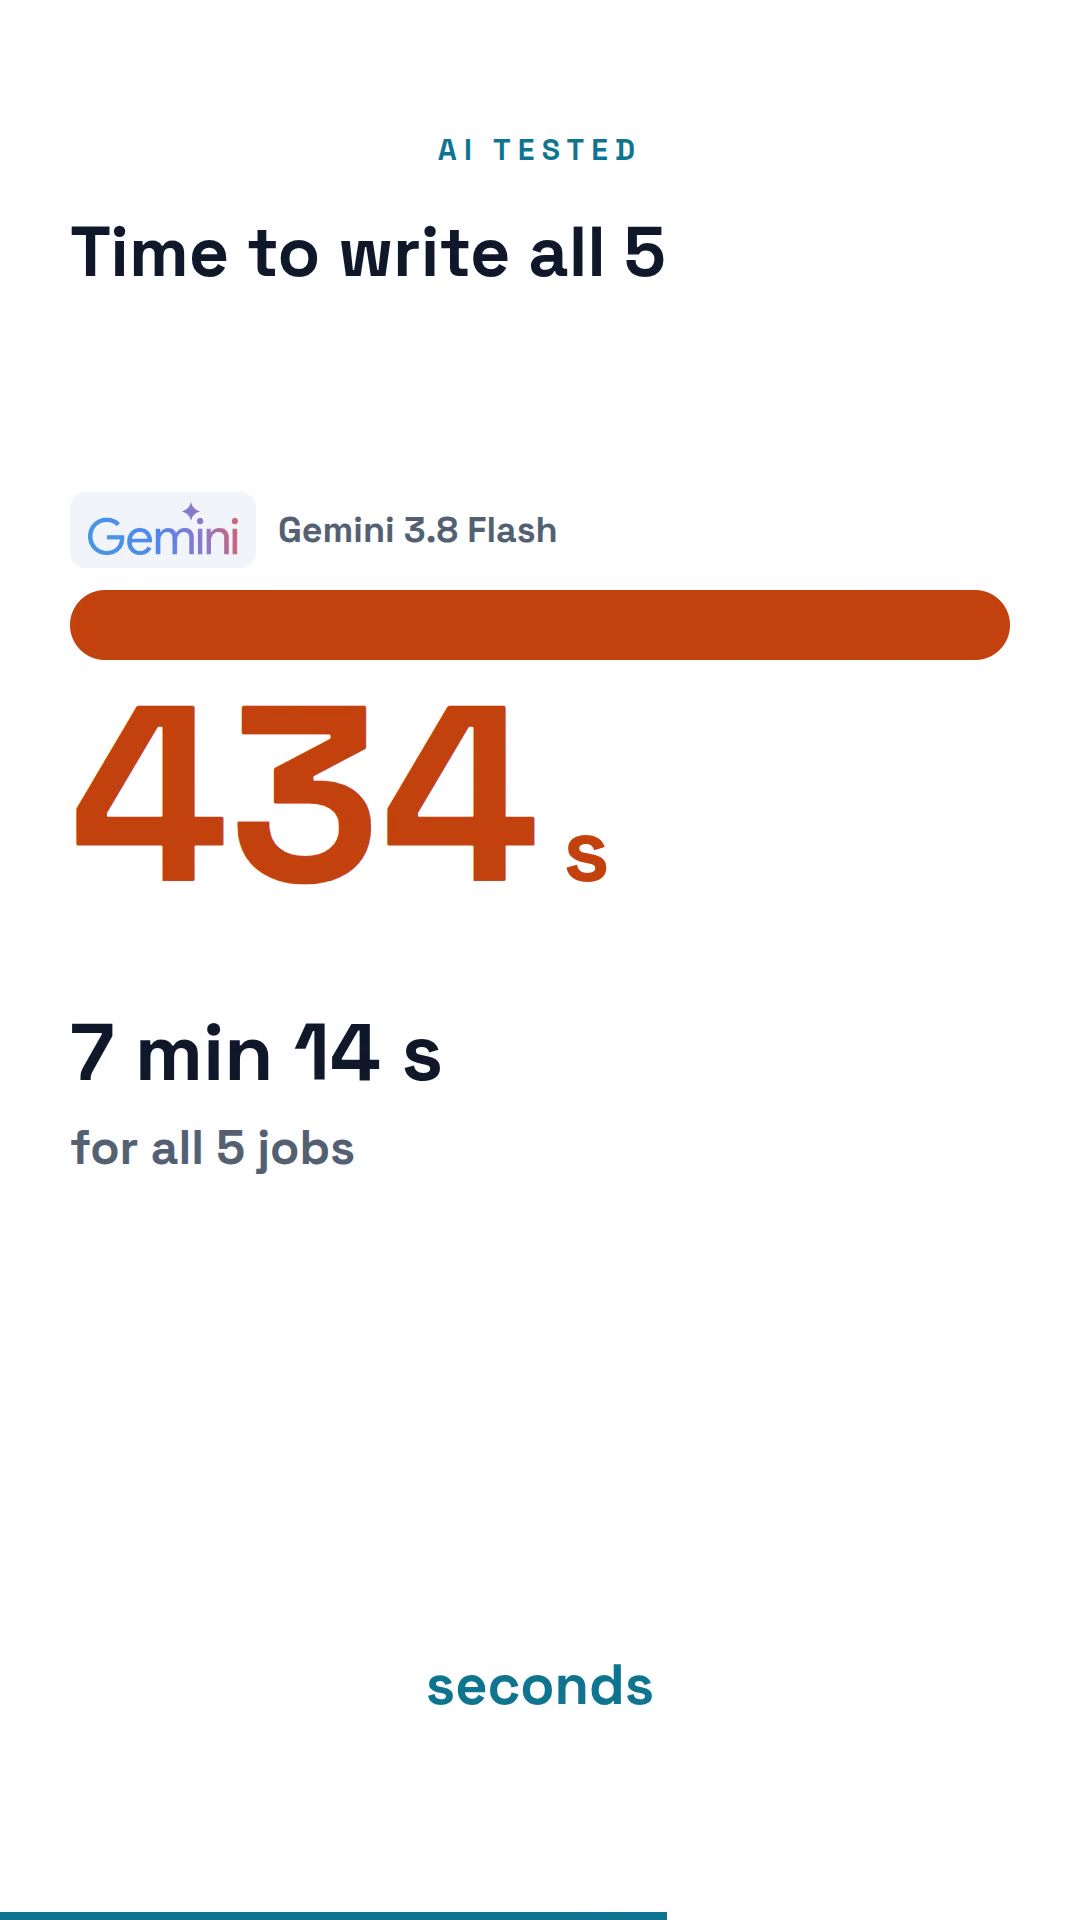 AI TESTED
Time to write all 5
Gemini Gemini 3.8 Flash
434 s
7 min 14 s
for all 5 jobs
seconds